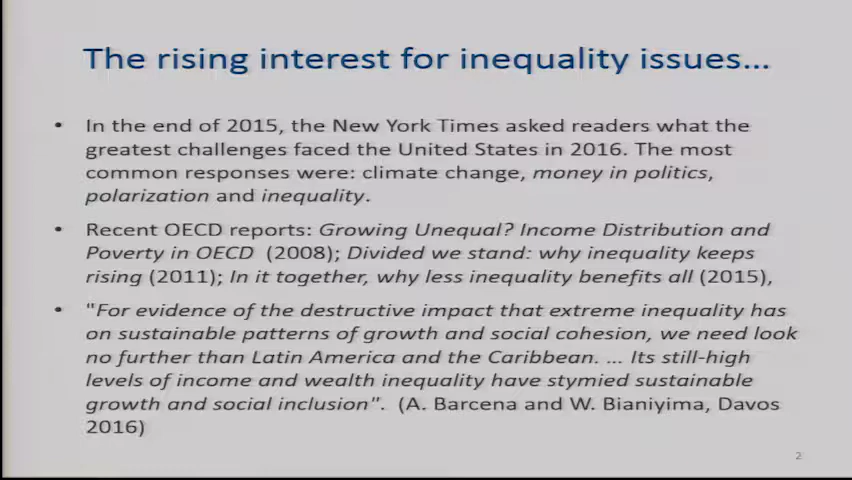 The rising interest for inequality issues...
• In the end of 2015, the New York Times asked readers what the
greatest challenges faced the United States in 2016. The most
common responses were: climate change, money in politics,
polarization and inequality.
• Recent OECD reports: Growing Unequal? Income Distribution and
Poverty in OECD (2008); Divided we stand: why inequality keeps
rising (2011); In it together, why less inequality benefits all (2015),
• "For evidence of the destructive impact that extreme inequality has
on sustainable patterns of growth and social cohesion, we need look
no further than Latin America and the Caribbean. ... Its still-high
levels of income and wealth inequality have stymied sustainable
growth and social inclusion". (A. Barcena and W. Bianiyima, Davos
2016)
2